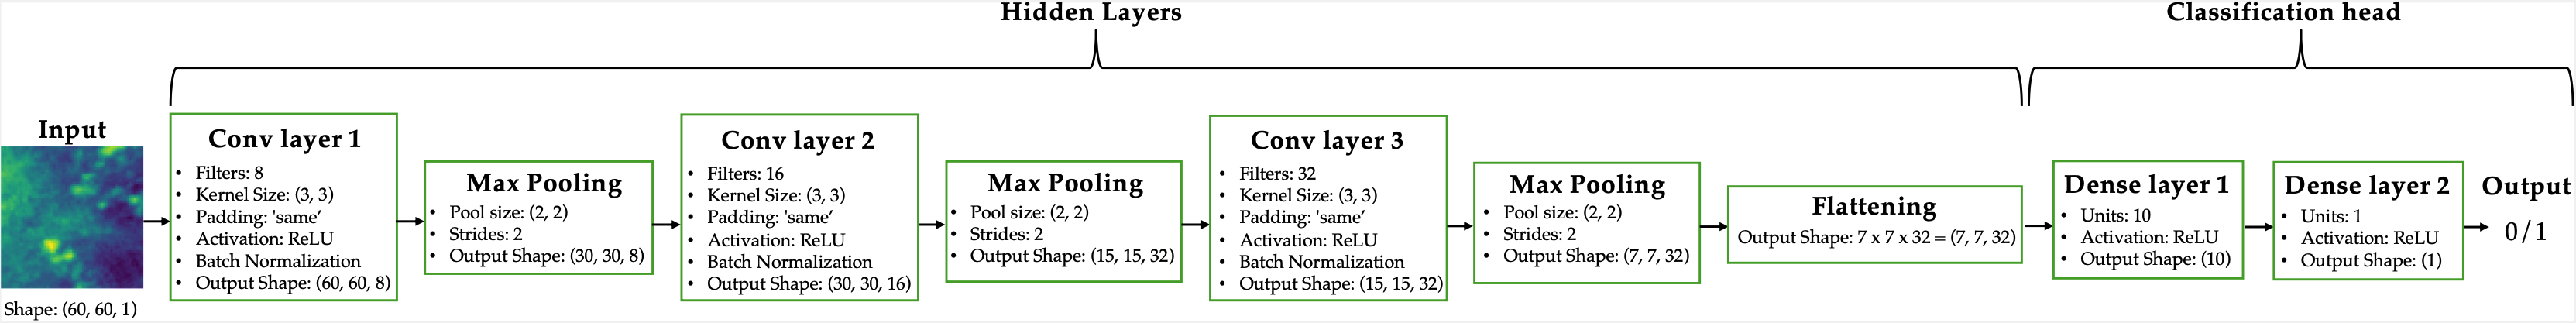 Hidden Layers
Classification head
Input
Shape: (60, 60, 1)
Conv layer 1
• Filters: 8
• Kernel Size: (3, 3)
• Padding: 'same’
• Activation: ReLU
• Batch Normalization
• Output Shape: (60, 60, 8)
Max Pooling
• Pool size: (2, 2)
• Strides: 2
• Output Shape: (30, 30, 8)
Conv layer 2
• Filters: 16
• Kernel Size: (3, 3)
• Padding: 'same’
• Activation: ReLU
• Batch Normalization
• Output Shape: (30, 30, 16)
Max Pooling
• Pool size: (2, 2)
• Strides: 2
• Output Shape: (15, 15, 32)
Conv layer 3
• Filters: 32
• Kernel Size: (3, 3)
• Padding: 'same’
• Activation: ReLU
• Batch Normalization
• Output Shape: (15, 15, 32)
Max Pooling
• Pool size: (2, 2)
• Strides: 2
• Output Shape: (7, 7, 32)
Flattening
Output Shape: 7 x 7 x 32 = (7, 7, 32)
Dense layer 1
• Units: 10
• Activation: ReLU
• Output Shape: (10)
Dense layer 2
• Units: 1
• Activation: ReLU
• Output Shape: (1)
Output
0/1